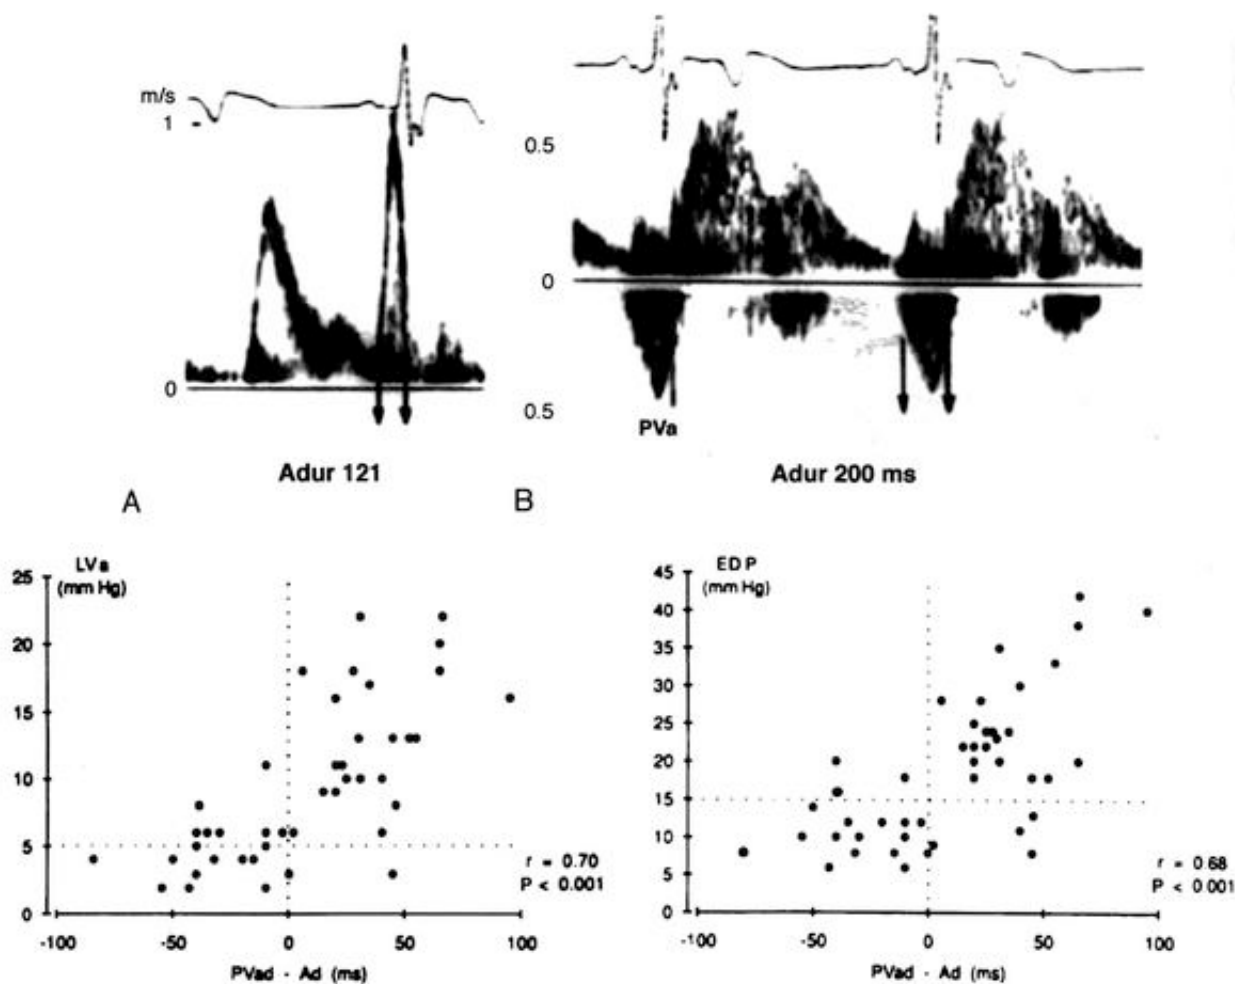 m/s
1
0
0.5
0
0.5
PVa
Adur 121
Adur 200 ms
A
B
LVa
(mm Hg)
25
20
15
10
5
0
-100
-50
0
50
100
PVad - Ad (ms)
r = 0.70
P < 0.001
EDP
(mm Hg)
45
40
35
30
25
20
15
10
5
0
-100
-50
0
50
100
PVad - Ad (ms)
r = 0.68
P < 0.001